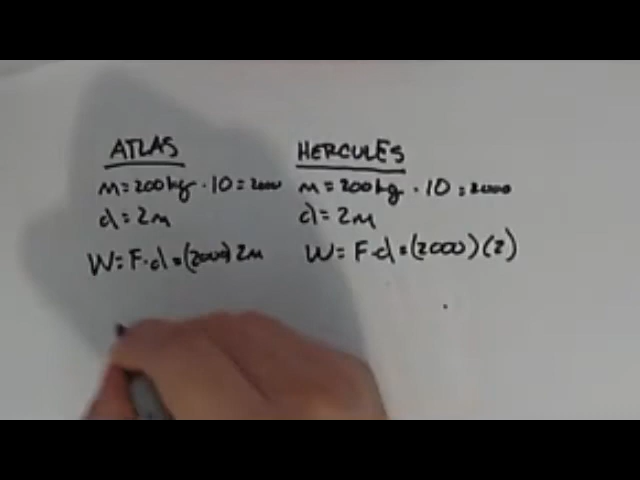 ATLAS
m=200kg · 10 = 2000
d=2m
W=F·d=(2000)2m
HERCULES
m=200kg · 10 = 2000
d=2m
W=F·d=(2000)(2)